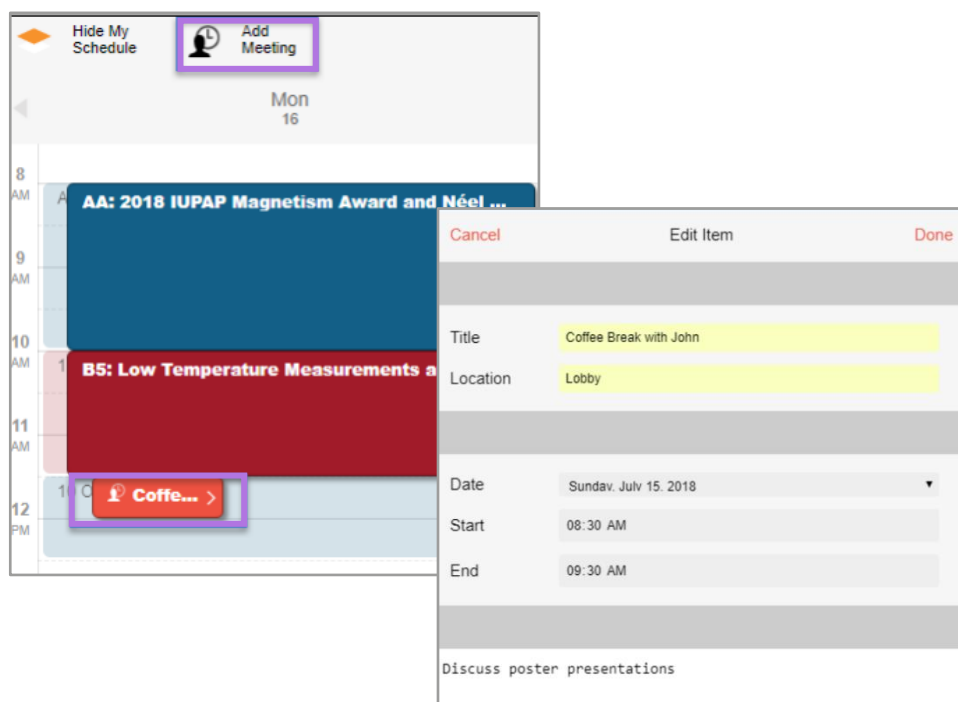 Hide My
Schedule
Add
Meeting
Mon
16
8
AM
A
AA: 2018 IUPAP Magnetism Award and Néel ...
9
AM
10
AM
1
B5: Low Temperature Measurements a
11
AM
1
Coffe... >
12
PM
Cancel
Edit Item
Done
Title
Coffee Break with John
Location
Lobby
Date
Sunday, July 15, 2018
Start
08:30 AM
End
09:30 AM
Discuss poster presentations